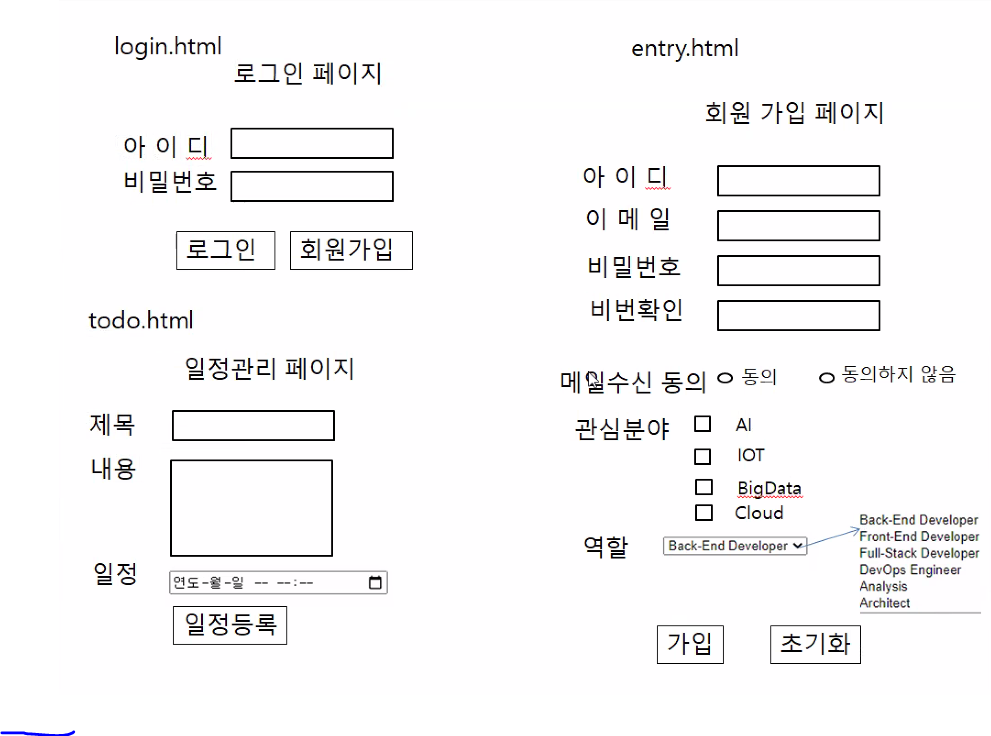 login.html
로그인 페이지
아 이 디
비밀번호
로그인
회원가입
todo.html
일정관리 페이지
제목
내용
일정
연도-월-일 -- --:--
일정등록
entry.html
회원 가입 페이지
아 이 디
이 메 일
비밀번호
비번확인
메일수신 동의
동의
동의하지 않음
관심분야
AI
IOT
BigData
Cloud
역할
Back-End Developer
Back-End Developer
Front-End Developer
Full-Stack Developer
DevOps Engineer
Analysis
Architect
가입
초기화